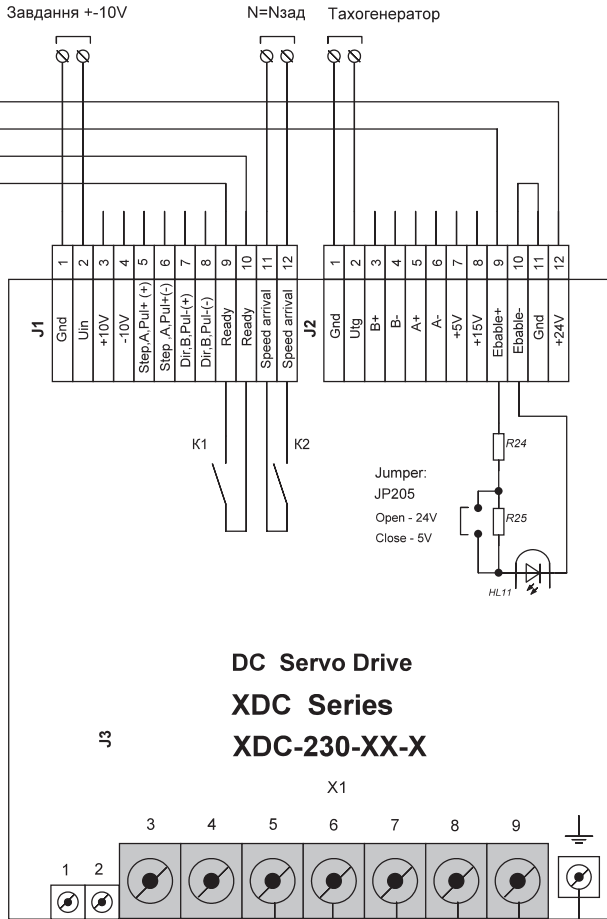 Завдання +-10V
N=Nзад
Тахогенератор
J1
1
Gnd
2
Uin
3
+10V
4
-10V
5
Step,A,Pul+ (+)
6
Step ,A,Pul+(-)
7
Dir,B,Pul-(+)
8
Dir,B,Pul-(-)
9
Ready
10
Ready
11
Speed arrival
12
Speed arrival
J2
1
Gnd
2
Utg
3
B+
4
B-
5
A+
6
A-
7
+5V
8
+15V
9
Ebable+
10
Ebable-
11
Gnd
12
+24V
K1
K2
R24
Jumper:
JP205
Open - 24V
Close - 5V
R25
HL11
DC Servo Drive
XDC Series
XDC-230-XX-X
J3
X1
1
2
3
4
5
6
7
8
9